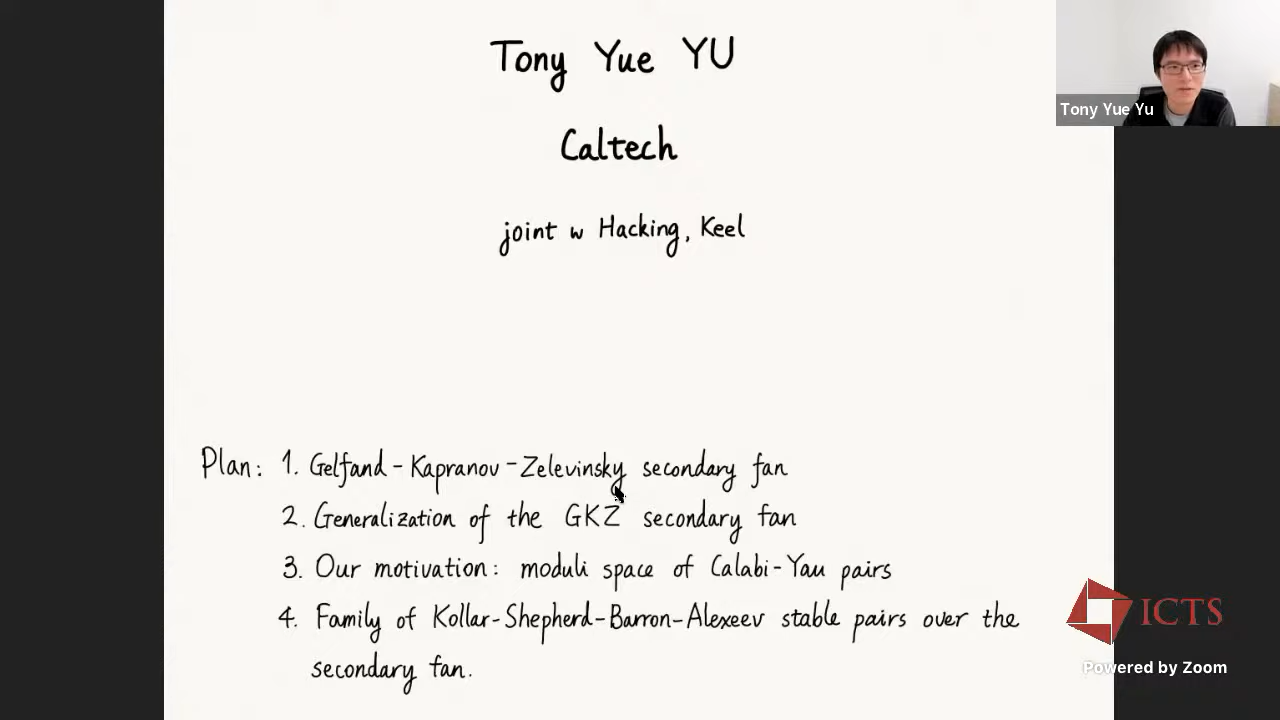 Tony Yue YU
Caltech
joint w Hacking, Keel
Plan: 1. Gelfand-Kapranov-Zelevinsky secondary fan
2. Generalization of the GKZ secondary fan
3. Our motivation: moduli space of Calabi-Yau pairs
4. Family of Kollar-Shepherd-Barron-Alexeev stable pairs over the
secondary fan.
Tony Yue Yu
ICTS
Powered by Zoom